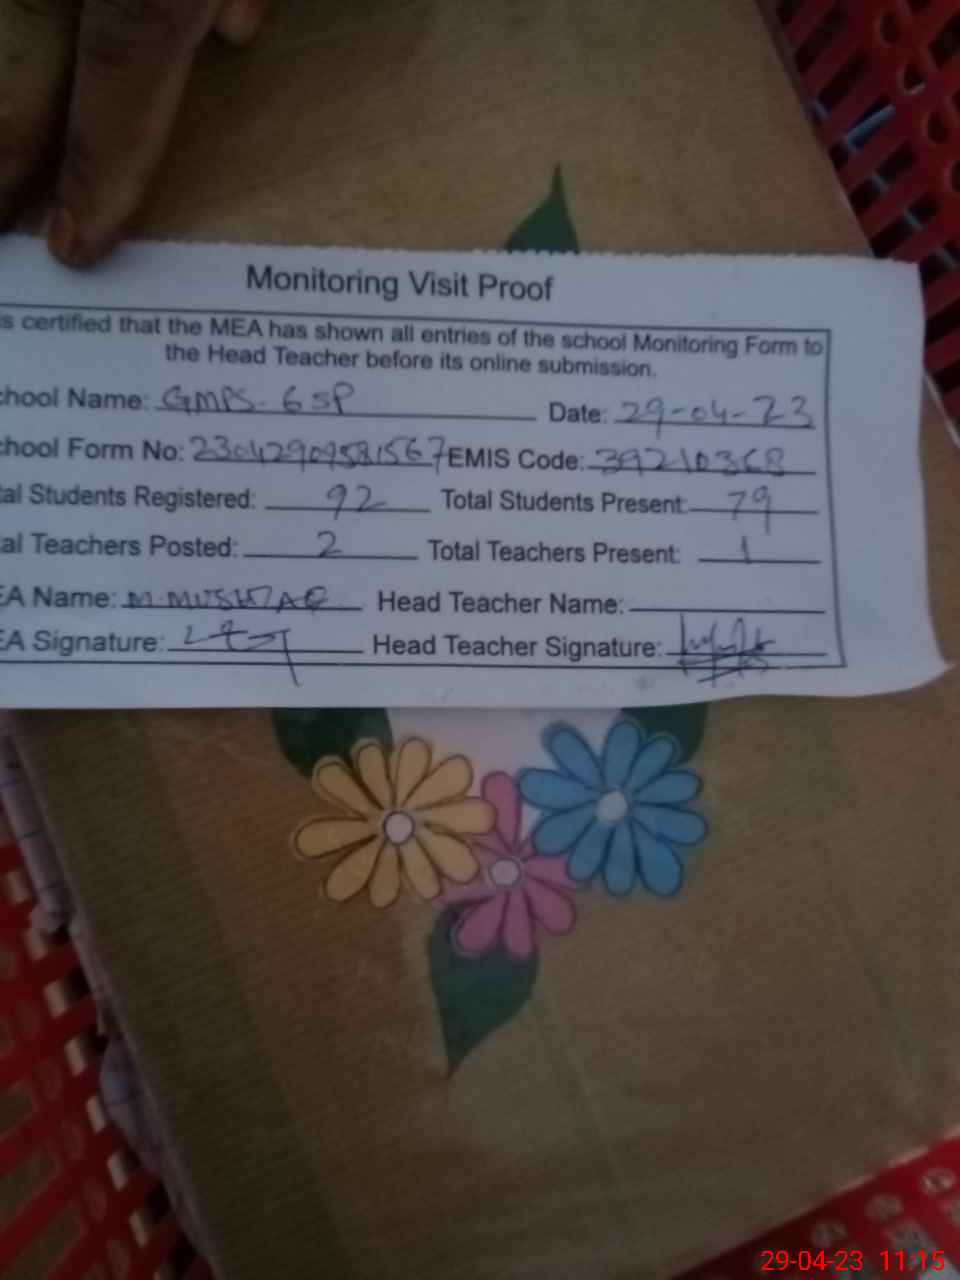 Monitoring Visit Proof
s certified that the MEA has shown all entries of the school Monitoring Form to
the Head Teacher before its online submission.
chool Name: GMPS-6SP Date: 29-04-23
chool Form No: 23042909581567 EMIS Code: 39210368
tal Students Registered: 92 Total Students Present: 79
tal Teachers Posted: 2 Total Teachers Present: 1
EA Name: M. MUSHTAQ Head Teacher Name:
EA Signature: Head Teacher Signature:
29-04-23 11:15